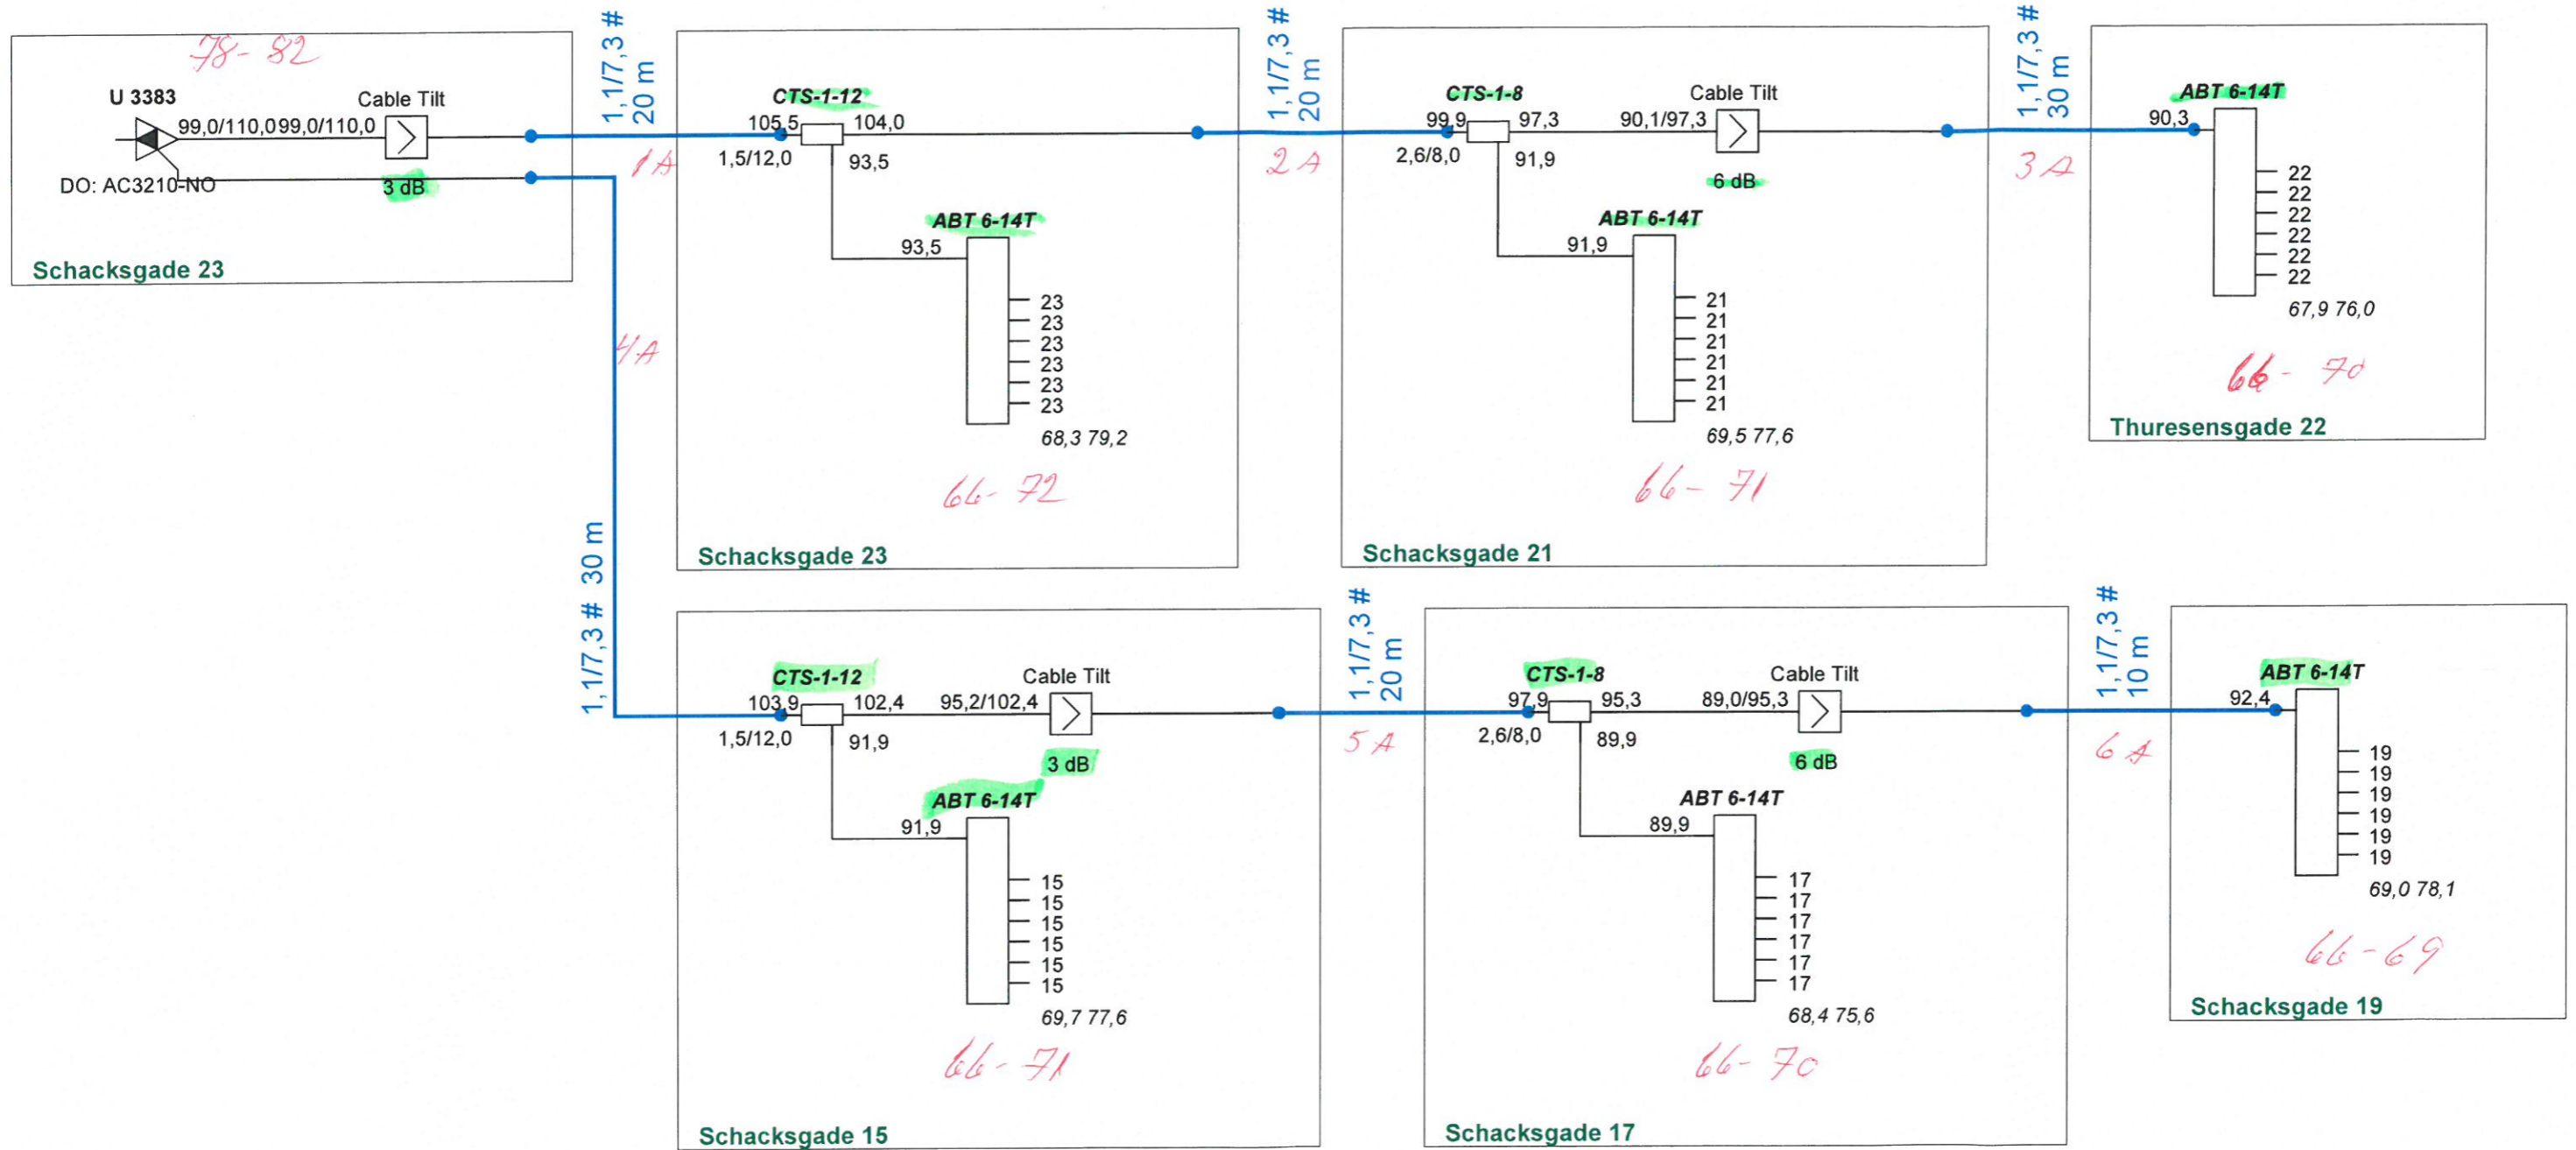 78-82
U 3383
99,0/110,099,0/110,0
Cable Tilt
DO: AC3210-NO
3 dB
Schacksgade 23
1,1/7,3 #
20 m
1A
CTS-1-12
105,5
104,0
1,5/12,0
93,5
ABT 6-14T
93,5
23
23
23
23
23
23
68,3 79,2
66-72
Schacksgade 23
1,1/7,3 #
20 m
2A
CTS-1-8
99,9
97,3
2,6/8,0
91,9
90,1/97,3
Cable Tilt
6 dB
ABT 6-14T
91,9
21
21
21
21
21
21
69,5 77,6
66-71
Schacksgade 21
1,1/7,3 #
30 m
3A
ABT 6-14T
90,3
22
22
22
22
22
22
67,9 76,0
66-70
Thuresensgade 22
4A
1,1/7,3 # 30 m
CTS-1-12
103,9
102,4
1,5/12,0
91,9
95,2/102,4
Cable Tilt
3 dB
ABT 6-14T
91,9
15
15
15
15
15
15
69,7 77,6
66-71
Schacksgade 15
1,1/7,3 #
20 m
5A
CTS-1-8
97,9
95,3
2,6/8,0
89,9
89,0/95,3
Cable Tilt
6 dB
ABT 6-14T
89,9
17
17
17
17
17
17
68,4 75,6
66-70
Schacksgade 17
1,1/7,3 #
10 m
6A
ABT 6-14T
92,4
19
19
19
19
19
19
69,0 78,1
66-69
Schacksgade 19